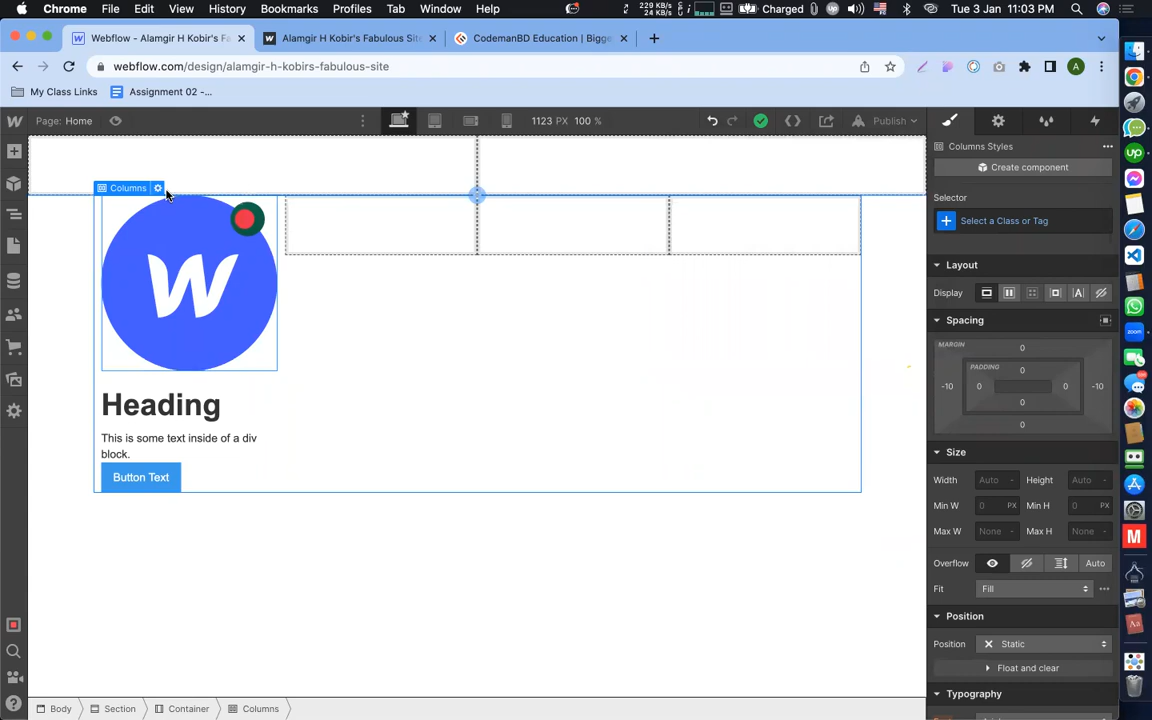 Chrome File Edit View History Bookmarks Profiles Tab Window Help 229 KB/s 24 KB/s Charged Tue 3 Jan 11:03 PM
Webflow - Alamgir H Kobir's Fa Alamgir H Kobir's Fabulous Site CodemanBD Education | Bigge
webflow.com/design/alamgir-h-kobirs-fabulous-site A
My Class Links Assignment 02 -...
Page: Home 1123 PX 100 % Publish
Columns Styles
Create component
Columns
Selector
Select a Class or Tag
Layout
Display
Spacing
MARGIN 0
PADDING 0
-10 0 0 -10
0
0
Heading
This is some text inside of a div
block.
Button Text
Size
Width Auto - Height Auto -
Min W 0 PX Min H 0 PX
Max W None - Max H None -
Overflow Auto
Fit Fill
Position
Position Static
Float and clear
Typography
Body Section Container Columns